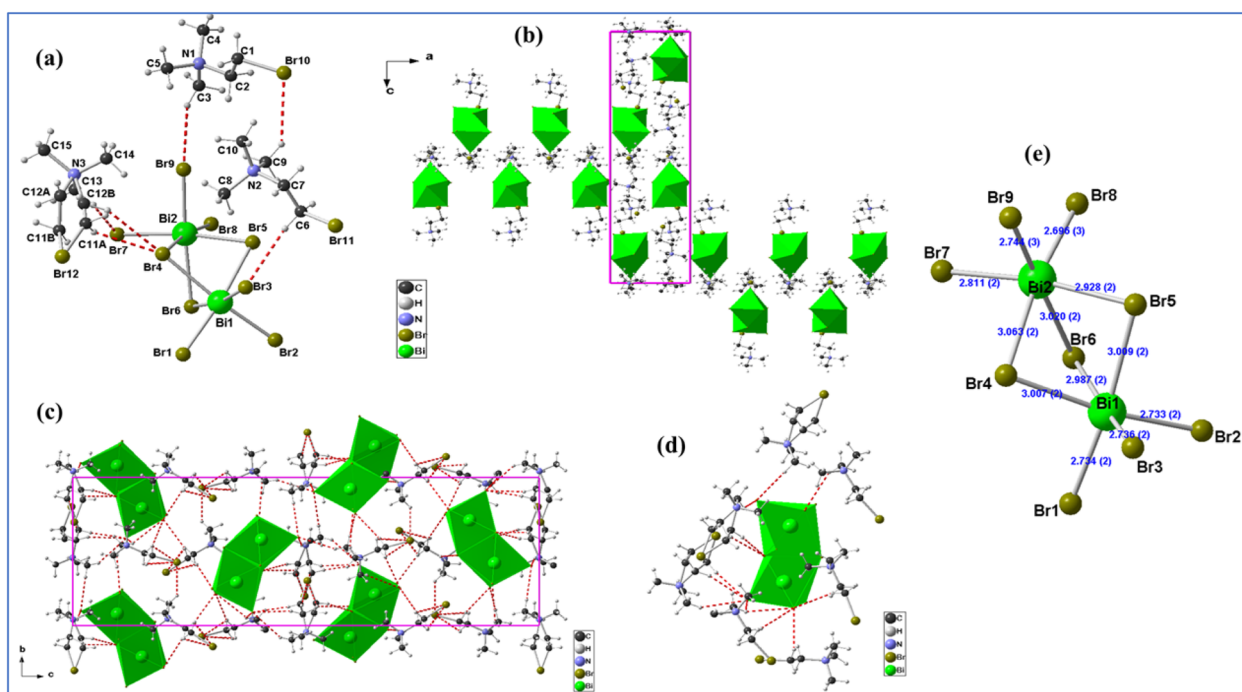 (a)
C4
N1
C1
C5
Br10
C3
C2
C15
Br9
C10
C14
N3
C9
C13
C8
N2
C7
C12A
C12B
Bi2
Br8
Br5
C6
C11B
C11A
Br7
Br4
Br11
Br12
Br3
Br6
Bi1
Br1
Br2
C
H
N
Br
Bi
(b)
a
c
(e)
Br9
Br8
2.744 (3)
2.696 (3)
Br7
2.811 (2)
Bi2
2.928 (2)
Br5
3.020 (2)
3.063 (2)
Br6
3.009 (2)
Br4
2.987 (2)
3.007 (2)
Bi1
2.733 (2)
Br2
2.736 (2)
Br3
2.734 (2)
Br1
(c)
b
c
C
H
N
Br
Bi
(d)
C
H
N
Br
Bi